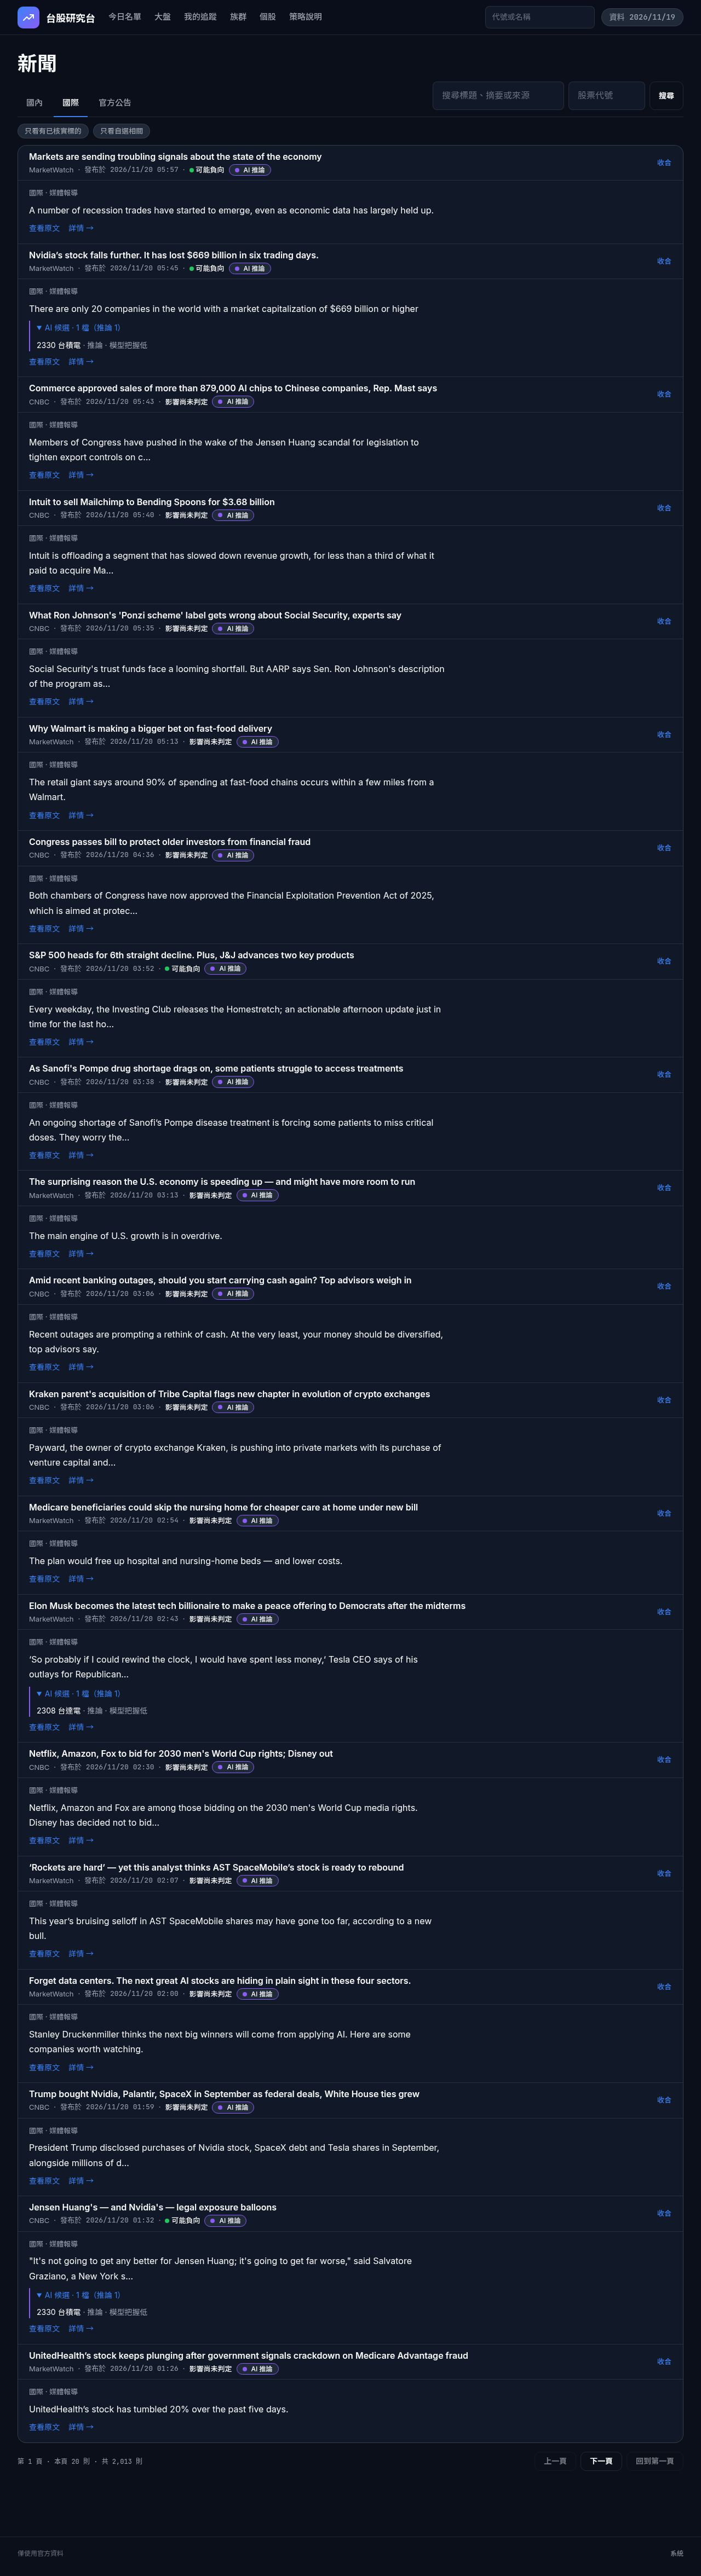 台股研究台 今日名單 大盤 我的追蹤 族群 個股 策略說明 代號或名稱 資料 2026/11/19
新聞
國內 國際 官方公告 搜尋標題、摘要或來源 股票代號 搜尋
只看有已核實標的 只看自選相關
Markets are sending troubling signals about the state of the economy 收合
MarketWatch · 發布於 2026/11/20 05:57 · 可能負向 AI 推論
國際 · 媒體報導
A number of recession trades have started to emerge, even as economic data has largely held up.
查看原文 詳情 →
Nvidia’s stock falls further. It has lost $669 billion in six trading days. 收合
MarketWatch · 發布於 2026/11/20 05:45 · 可能負向 AI 推論
國際 · 媒體報導
There are only 20 companies in the world with a market capitalization of $669 billion or higher
▼ AI 候選 · 1 檔（推論 1）
2330 台積電 · 推論 · 模型把握低
查看原文 詳情 →
Commerce approved sales of more than 879,000 AI chips to Chinese companies, Rep. Mast says 收合
CNBC · 發布於 2026/11/20 05:43 · 影響尚未判定 AI 推論
國際 · 媒體報導
Members of Congress have pushed in the wake of the Jensen Huang scandal for legislation to
tighten export controls on c…
查看原文 詳情 →
Intuit to sell Mailchimp to Bending Spoons for $3.68 billion 收合
CNBC · 發布於 2026/11/20 05:40 · 影響尚未判定 AI 推論
國際 · 媒體報導
Intuit is offloading a segment that has slowed down revenue growth, for less than a third of what it
paid to acquire Ma…
查看原文 詳情 →
What Ron Johnson's 'Ponzi scheme' label gets wrong about Social Security, experts say 收合
CNBC · 發布於 2026/11/20 05:35 · 影響尚未判定 AI 推論
國際 · 媒體報導
Social Security's trust funds face a looming shortfall. But AARP says Sen. Ron Johnson's description
of the program as…
查看原文 詳情 →
Why Walmart is making a bigger bet on fast-food delivery 收合
MarketWatch · 發布於 2026/11/20 05:13 · 影響尚未判定 AI 推論
國際 · 媒體報導
The retail giant says around 90% of spending at fast-food chains occurs within a few miles from a
Walmart.
查看原文 詳情 →
Congress passes bill to protect older investors from financial fraud 收合
CNBC · 發布於 2026/11/20 04:36 · 影響尚未判定 AI 推論
國際 · 媒體報導
Both chambers of Congress have now approved the Financial Exploitation Prevention Act of 2025,
which is aimed at protec…
查看原文 詳情 →
S&P 500 heads for 6th straight decline. Plus, J&J advances two key products 收合
CNBC · 發布於 2026/11/20 03:52 · 可能負向 AI 推論
國際 · 媒體報導
Every weekday, the Investing Club releases the Homestretch; an actionable afternoon update just in
time for the last ho…
查看原文 詳情 →
As Sanofi's Pompe drug shortage drags on, some patients struggle to access treatments 收合
CNBC · 發布於 2026/11/20 03:38 · 影響尚未判定 AI 推論
國際 · 媒體報導
An ongoing shortage of Sanofi’s Pompe disease treatment is forcing some patients to miss critical
doses. They worry the…
查看原文 詳情 →
The surprising reason the U.S. economy is speeding up — and might have more room to run 收合
MarketWatch · 發布於 2026/11/20 03:13 · 影響尚未判定 AI 推論
國際 · 媒體報導
The main engine of U.S. growth is in overdrive.
查看原文 詳情 →
Amid recent banking outages, should you start carrying cash again? Top advisors weigh in 收合
CNBC · 發布於 2026/11/20 03:06 · 影響尚未判定 AI 推論
國際 · 媒體報導
Recent outages are prompting a rethink of cash. At the very least, your money should be diversified,
top advisors say.
查看原文 詳情 →
Kraken parent's acquisition of Tribe Capital flags new chapter in evolution of crypto exchanges 收合
CNBC · 發布於 2026/11/20 03:06 · 影響尚未判定 AI 推論
國際 · 媒體報導
Payward, the owner of crypto exchange Kraken, is pushing into private markets with its purchase of
venture capital and…
查看原文 詳情 →
Medicare beneficiaries could skip the nursing home for cheaper care at home under new bill 收合
MarketWatch · 發布於 2026/11/20 02:54 · 影響尚未判定 AI 推論
國際 · 媒體報導
The plan would free up hospital and nursing-home beds — and lower costs.
查看原文 詳情 →
Elon Musk becomes the latest tech billionaire to make a peace offering to Democrats after the midterms 收合
MarketWatch · 發布於 2026/11/20 02:43 · 影響尚未判定 AI 推論
國際 · 媒體報導
‘So probably if I could rewind the clock, I would have spent less money,’ Tesla CEO says of his
outlays for Republican…
▼ AI 候選 · 1 檔（推論 1）
2308 台達電 · 推論 · 模型把握低
查看原文 詳情 →
Netflix, Amazon, Fox to bid for 2030 men's World Cup rights; Disney out 收合
CNBC · 發布於 2026/11/20 02:30 · 影響尚未判定 AI 推論
國際 · 媒體報導
Netflix, Amazon and Fox are among those bidding on the 2030 men's World Cup media rights.
Disney has decided not to bid…
查看原文 詳情 →
‘Rockets are hard’ — yet this analyst thinks AST SpaceMobile’s stock is ready to rebound 收合
MarketWatch · 發布於 2026/11/20 02:07 · 影響尚未判定 AI 推論
國際 · 媒體報導
This year’s bruising selloff in AST SpaceMobile shares may have gone too far, according to a new
bull.
查看原文 詳情 →
Forget data centers. The next great AI stocks are hiding in plain sight in these four sectors. 收合
MarketWatch · 發布於 2026/11/20 02:00 · 影響尚未判定 AI 推論
國際 · 媒體報導
Stanley Druckenmiller thinks the next big winners will come from applying AI. Here are some
companies worth watching.
查看原文 詳情 →
Trump bought Nvidia, Palantir, SpaceX in September as federal deals, White House ties grew 收合
CNBC · 發布於 2026/11/20 01:59 · 影響尚未判定 AI 推論
國際 · 媒體報導
President Trump disclosed purchases of Nvidia stock, SpaceX debt and Tesla shares in September,
alongside millions of d…
查看原文 詳情 →
Jensen Huang's — and Nvidia's — legal exposure balloons 收合
CNBC · 發布於 2026/11/20 01:32 · 可能負向 AI 推論
國際 · 媒體報導
"It's not going to get any better for Jensen Huang; it's going to get far worse," said Salvatore
Graziano, a New York s…
▼ AI 候選 · 1 檔（推論 1）
2330 台積電 · 推論 · 模型把握低
查看原文 詳情 →
UnitedHealth’s stock keeps plunging after government signals crackdown on Medicare Advantage fraud 收合
MarketWatch · 發布於 2026/11/20 01:26 · 影響尚未判定 AI 推論
國際 · 媒體報導
UnitedHealth’s stock has tumbled 20% over the past five days.
查看原文 詳情 →
第 1 頁 · 本頁 20 則 · 共 2,013 則 上一頁 下一頁 回到第一頁
僅使用官方資料 系統